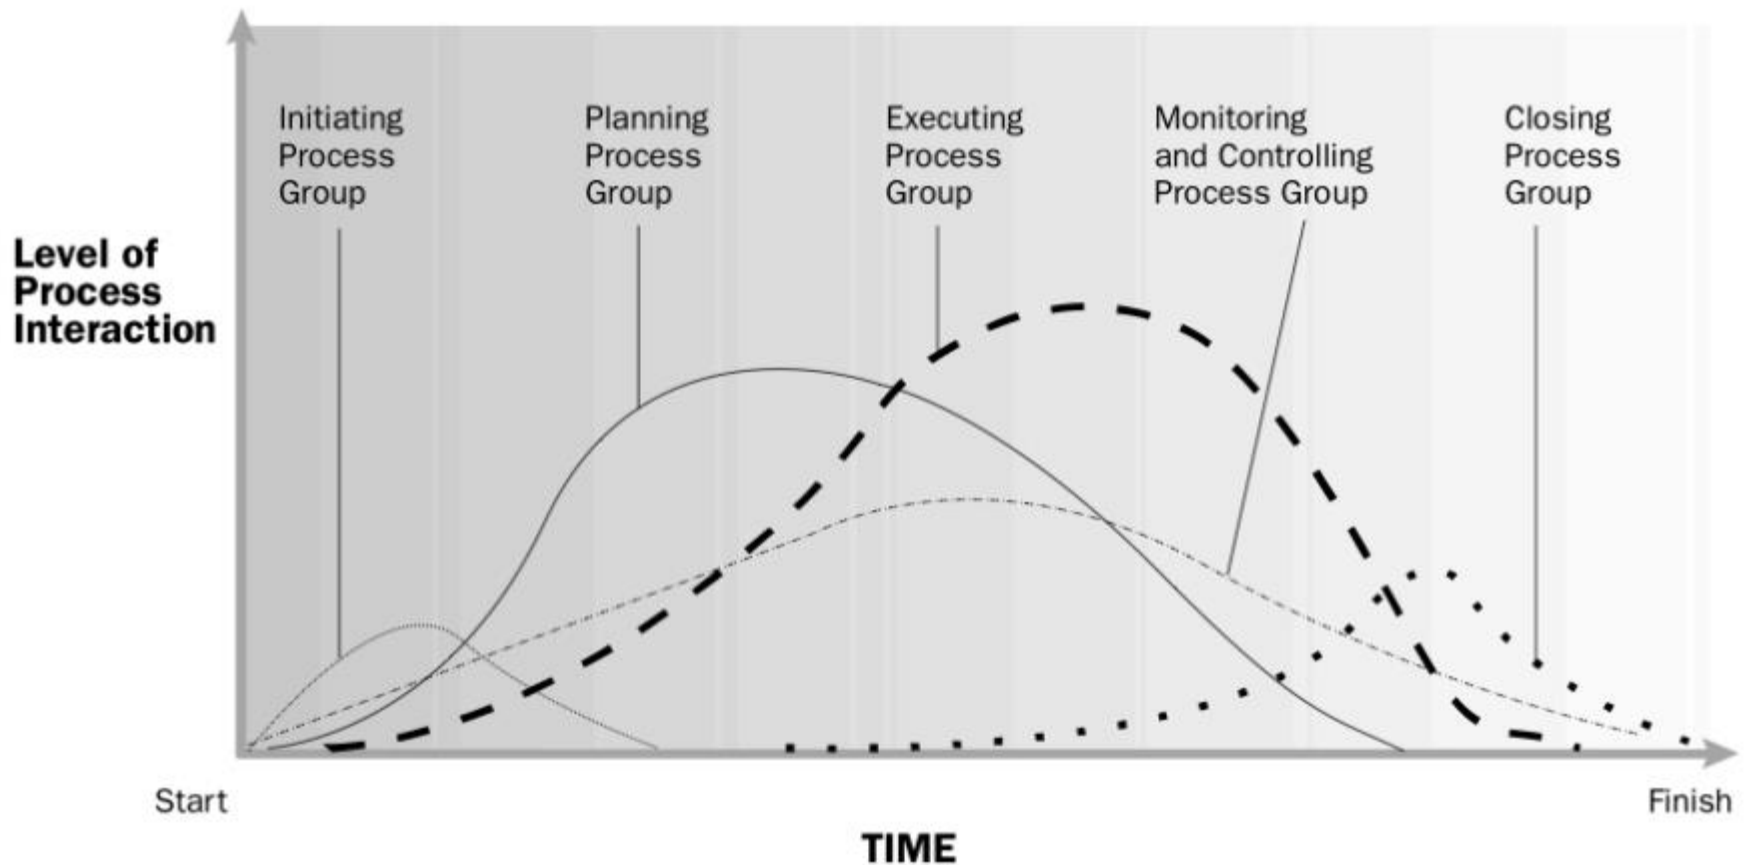 Initiating
Process
Group
Planning
Process
Group
Executing
Process
Group
Monitoring
and Controlling
Process Group
Closing
Process
Group
Level of
Process
Interaction
Start
Finish
TIME